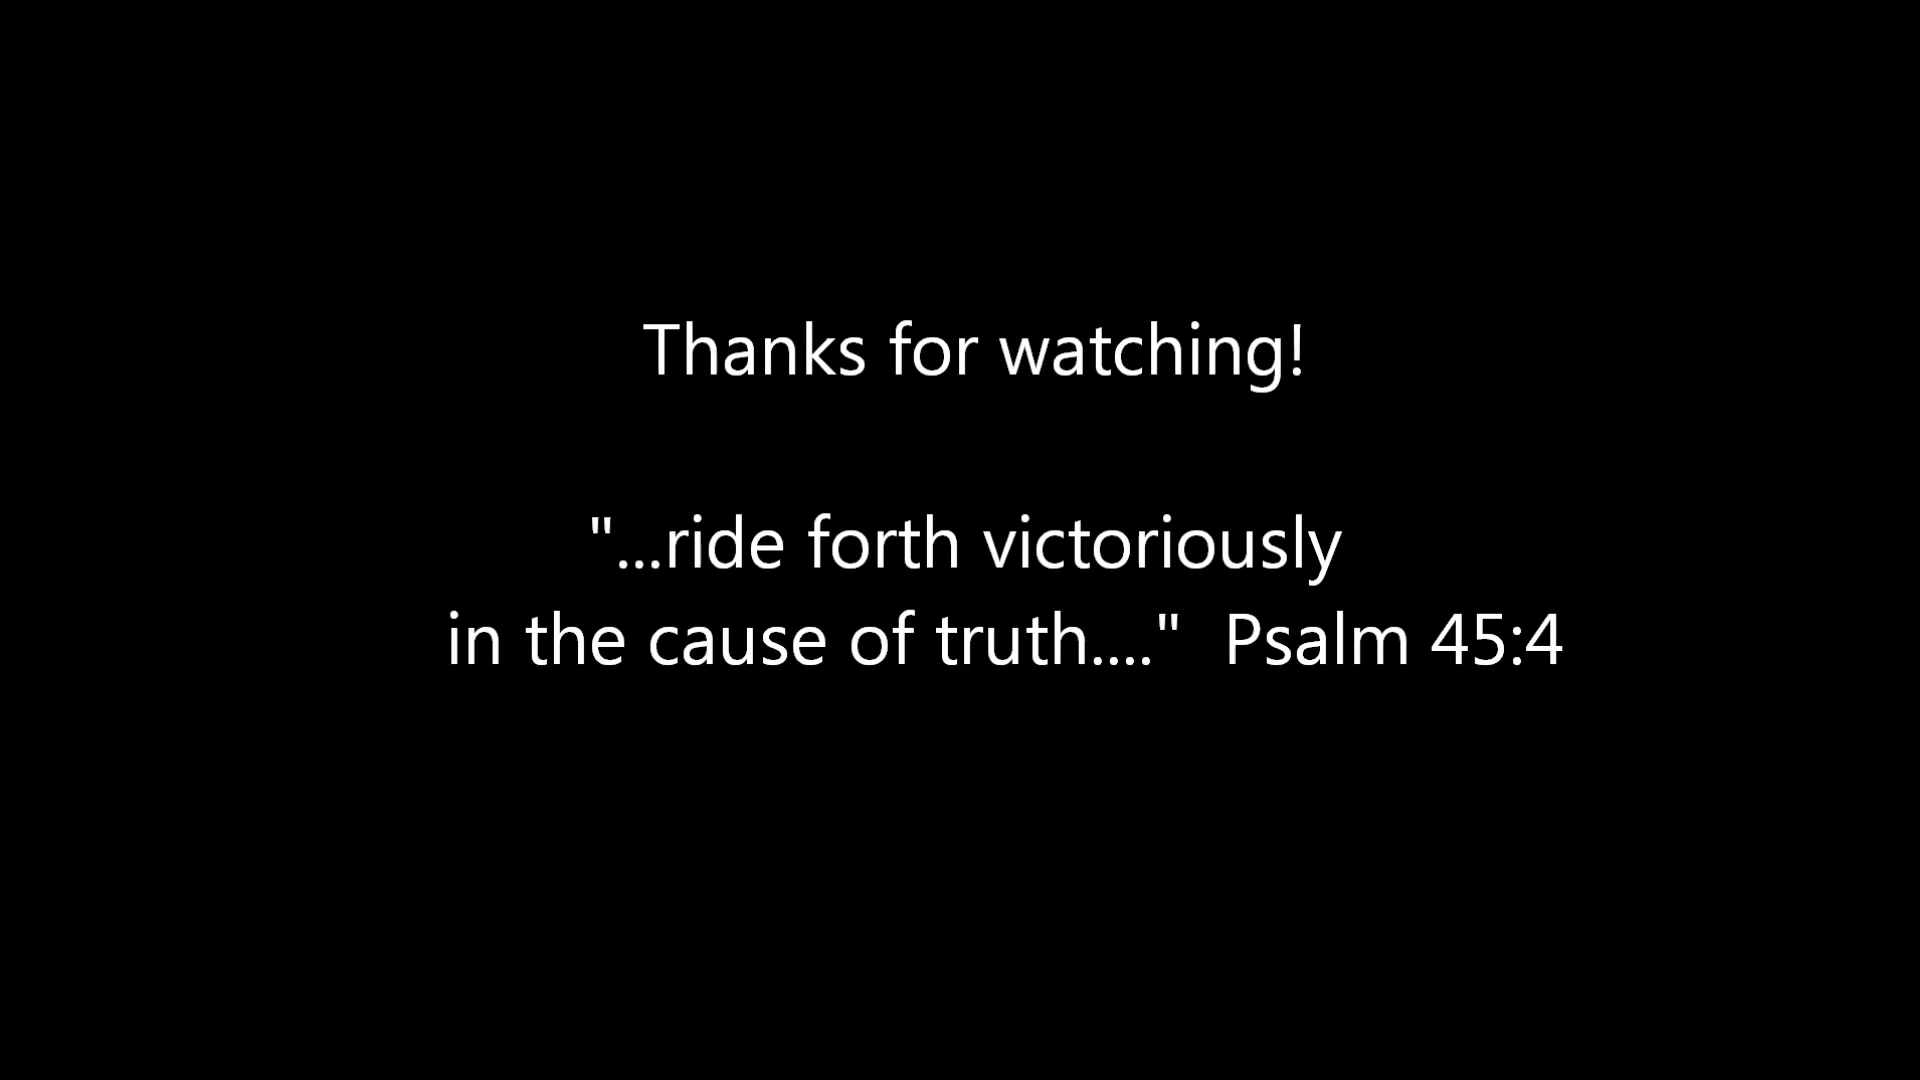 Thanks for watching!
"...ride forth victoriously
in the cause of truth...."  Psalm 45:4